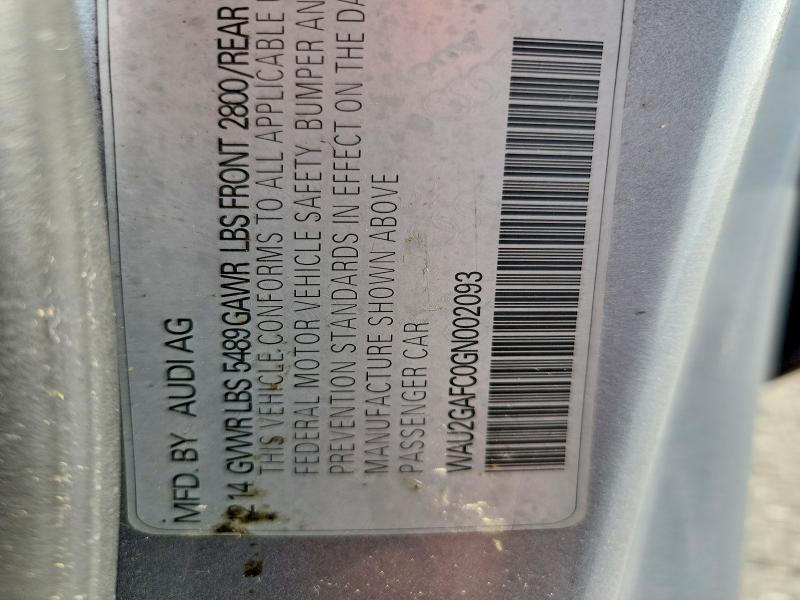 MFD. BY AUDI AG
2 14 GVWR LBS 5489 GAWR LBS FRONT 2800/REAR
THIS VEHICLE CONFORMS TO ALL APPLICABLE
FEDERAL MOTOR VEHICLE SAFETY, BUMPER AN
PREVENTION STANDARDS IN EFFECT ON THE DA
MANUFACTURE SHOWN ABOVE
PASSENGER CAR
WAU2GAFC0GN002093